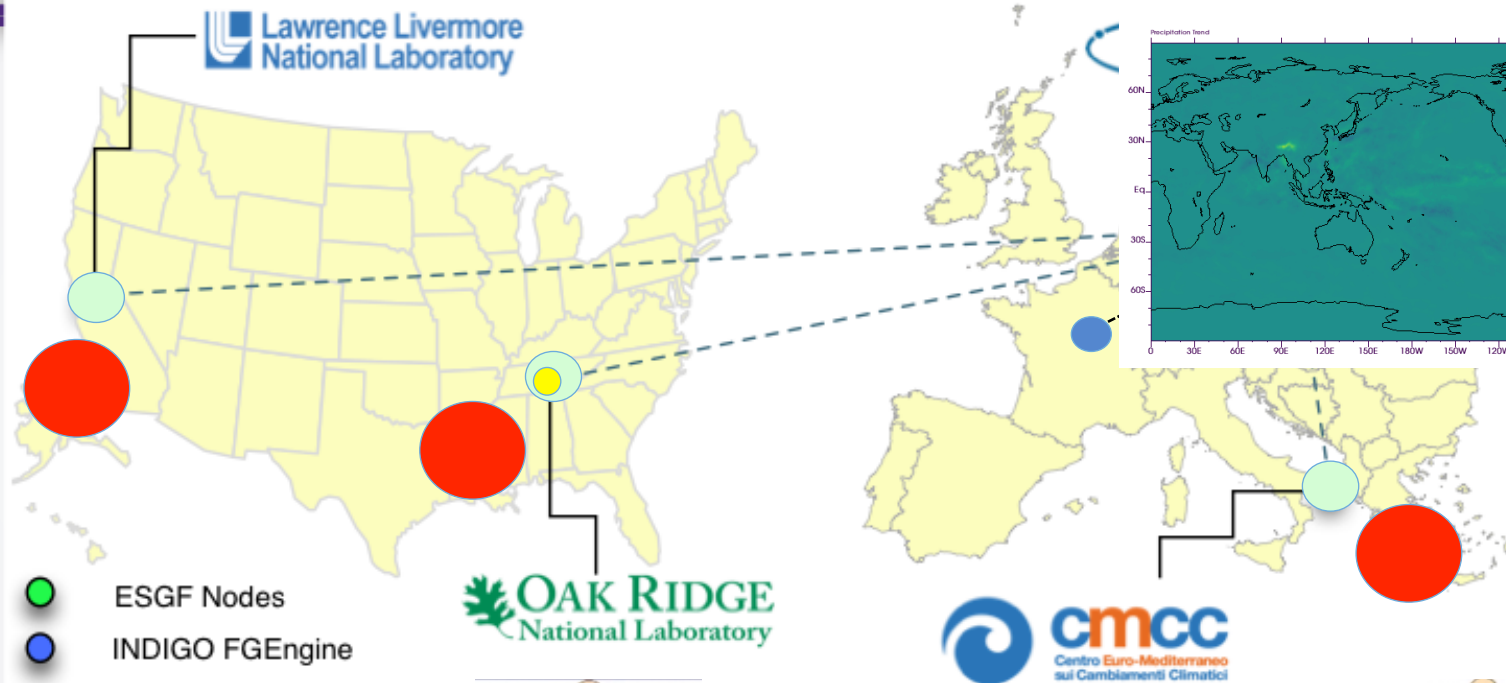 Lawrence Livermore
National Laboratory
Precipitation Trend
60N
30N
Eq
30S
60S
0 30E 60E 90E 120E 150E 180W 150W
ESGF Nodes
INDIGO FGEngine
OAK RIDGE
National Laboratory
cmcc
Centro Euro-Mediterraneo
sui Cambiamenti Climatici